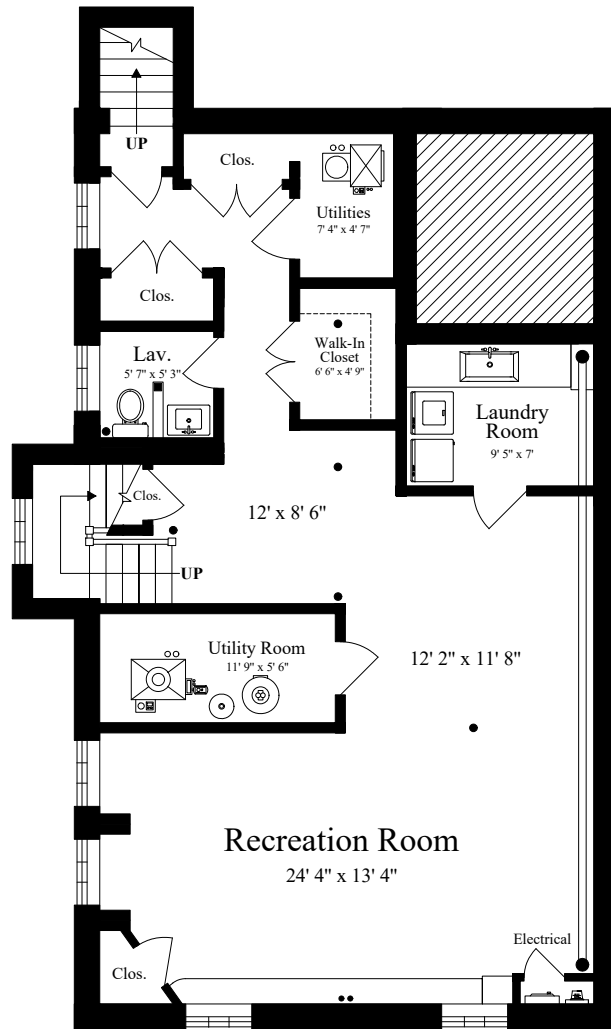 UP
Clos.
Utilities
7' 4" x 4' 7"
Clos.
Lav.
5' 7" x 5' 3"
Walk-In
Closet
6' 6" x 4' 9"
Laundry
Room
9' 5" x 7'
Clos.
12' x 8' 6"
UP
Utility Room
11' 9" x 5' 6"
12' 2" x 11' 8"
Recreation Room
24' 4" x 13' 4"
Electrical
Clos.